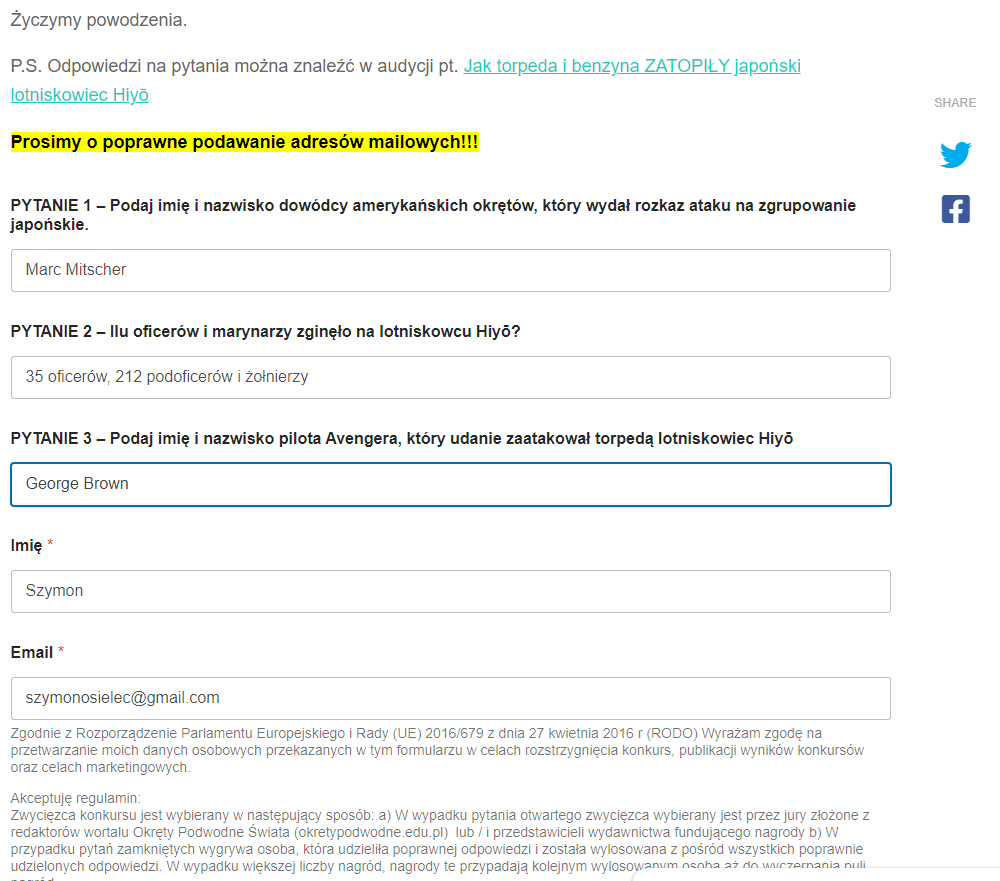 Życzymy powodzenia.
P.S. Odpowiedzi na pytania można znaleźć w audycji pt. Jak torpeda i benzyna ZATOPIŁY japoński
lotniskowiec Hiyō
SHARE
Prosimy o poprawne podawanie adresów mailowych!!!
PYTANIE 1 – Podaj imię i nazwisko dowódcy amerykańskich okrętów, który wydał rozkaz ataku na zgrupowanie
japońskie.
Marc Mitscher
PYTANIE 2 – Ilu oficerów i marynarzy zginęło na lotniskowcu Hiyō?
35 oficerów, 212 podoficerów i żołnierzy
PYTANIE 3 – Podaj imię i nazwisko pilota Avengera, który udanie zaatakował torpedą lotniskowiec Hiyō
George Brown
Imię *
Szymon
Email *
szymonosielec@gmail.com
Zgodnie z Rozporządzenie Parlamentu Europejskiego i Rady (UE) 2016/679 z dnia 27 kwietnia 2016 r (RODO) Wyrażam zgodę na
przetwarzanie moich danych osobowych przekazanych w tym formularzu w celach rozstrzygnięcia konkurs, publikacji wyników konkursów
oraz celach marketingowych.
Akceptuję regulamin:
Zwycięzca konkursu jest wybierany w następujący sposób: a) W wypadku pytania otwartego zwycięzca wybierany jest przez jury złożone z
redaktorów wortalu Okręty Podwodne Świata (okretypodwodne.edu.pl) lub / i przedstawicieli wydawnictwa fundującego nagrody b) W
przypadku pytań zamkniętych wygrywa osoba, która udzieliła poprawnej odpowiedzi i została wylosowana z pośród wszystkich poprawnie
udzielonych odpowiedzi. W wypadku większej liczby nagród, nagrody te przypadają kolejnym wylosowanym osobą aż do wyczerpania puli